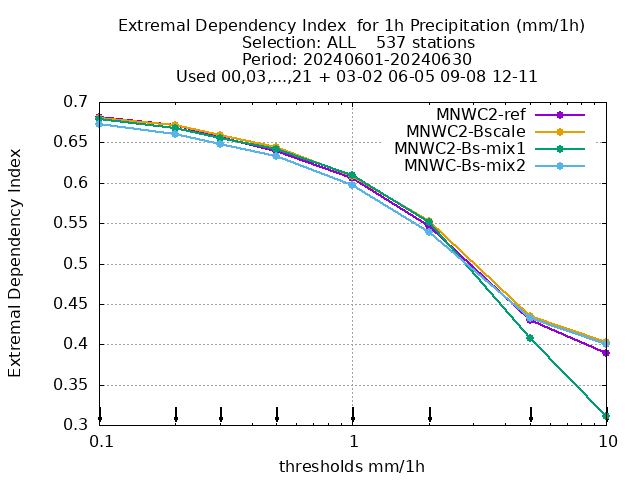 Extremal Dependency Index  for 1h Precipitation (mm/1h)
Selection: ALL    537 stations
Period: 20240601-20240630
Used 00,03,...,21 + 03-02 06-05 09-08 12-11
MNWC2-ref
MNWC2-Bscale
MNWC2-Bs-mix1
MNWC-Bs-mix2
Extremal Dependency Index
0.7
0.65
0.6
0.55
0.5
0.45
0.4
0.35
0.3
0.1
1
10
thresholds mm/1h